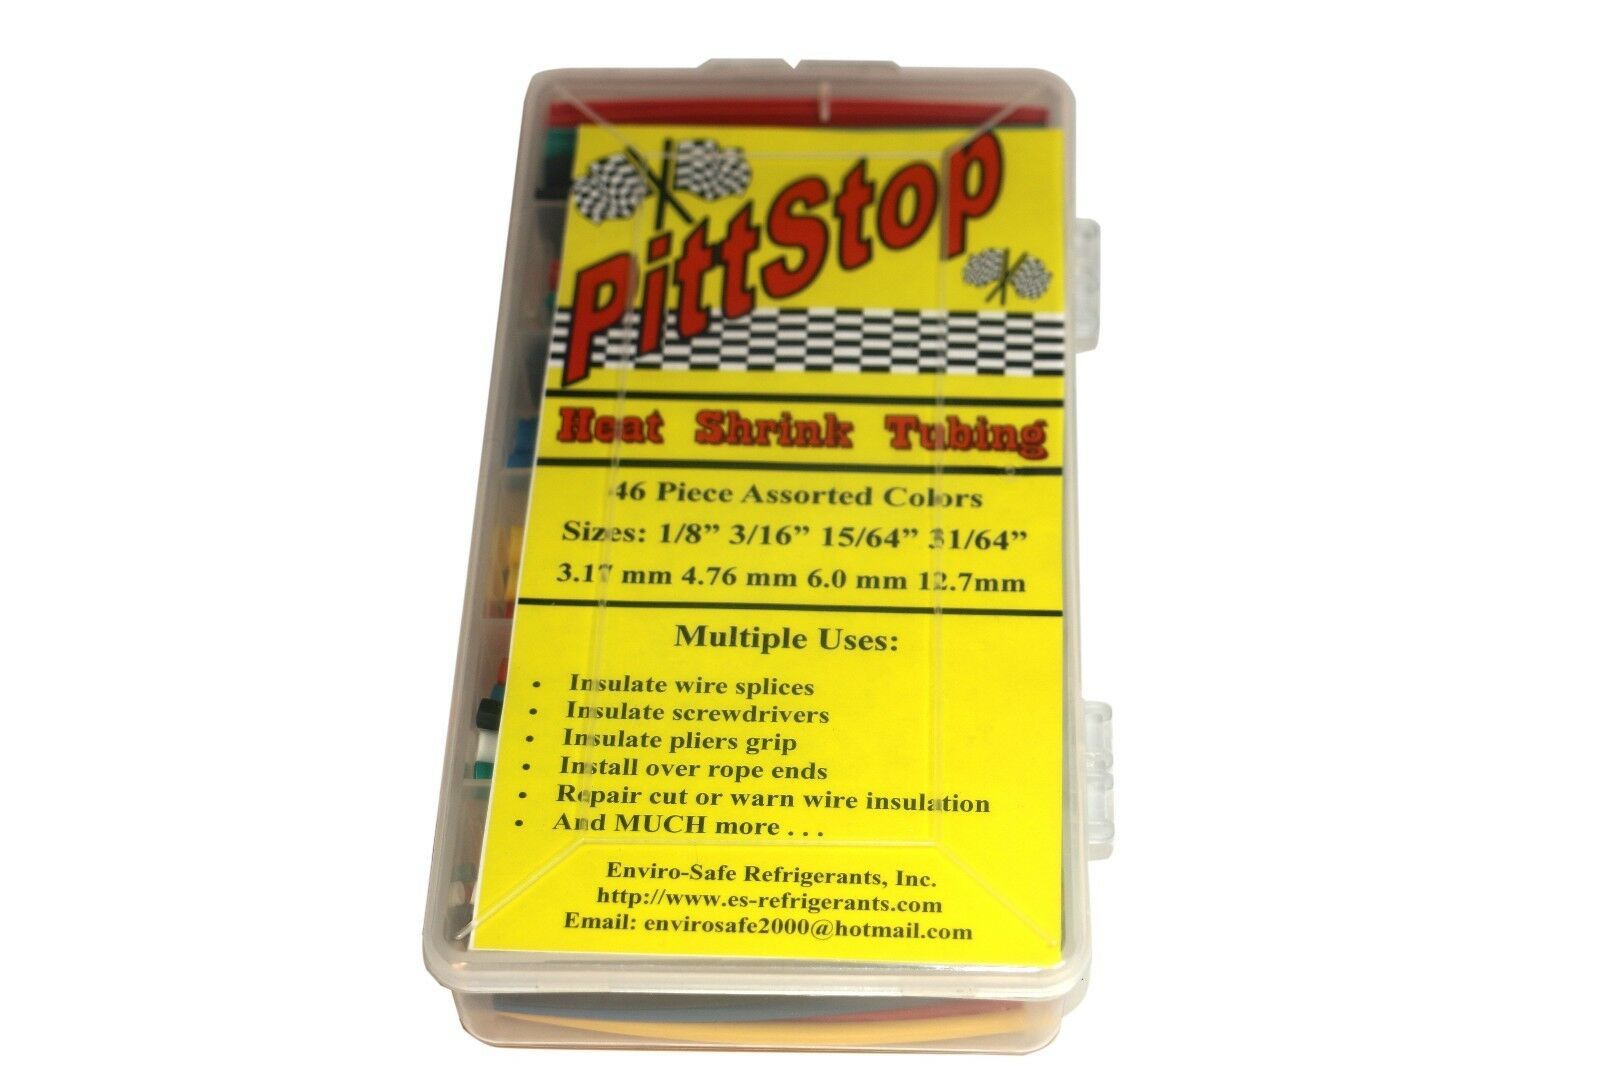 PittStop
Heat Shrink Tubing
46 Piece Assorted Colors
Sizes: 1/8” 3/16” 15/64” 31/64”
3.17 mm 4.76 mm 6.0 mm 12.7mm
Multiple Uses:
• Insulate wire splices
• Insulate screwdrivers
• Insulate pliers grip
• Install over rope ends
• Repair cut or warn wire insulation
• And MUCH more . . .
Enviro-Safe Refrigerants, Inc.
http://www.es-refrigerants.com
Email: envirosafe2000@hotmail.com